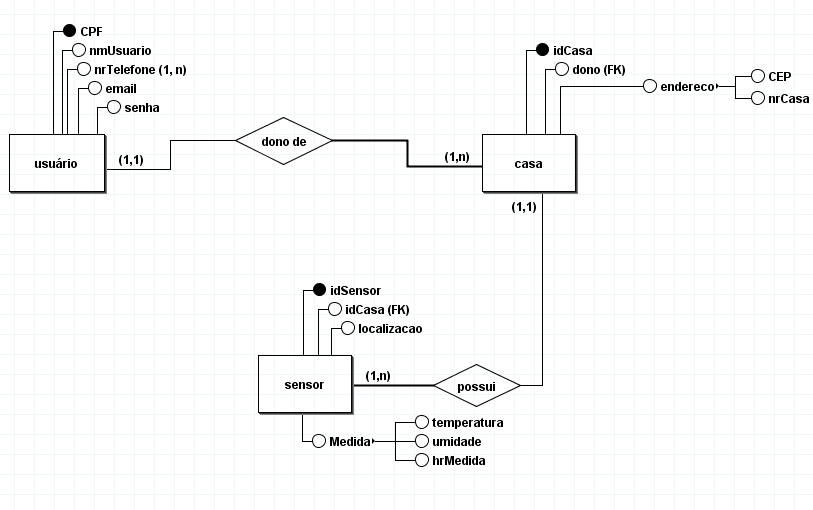 CPF
nmUsuario
nrTelefone (1, n)
email
senha
usuário
(1,1)
dono de
(1,n)
casa
idCasa
dono (FK)
endereco
CEP
nrCasa
(1,1)
idSensor
idCasa (FK)
localizacao
sensor
(1,n)
possui
Medida
temperatura
umidade
hrMedida